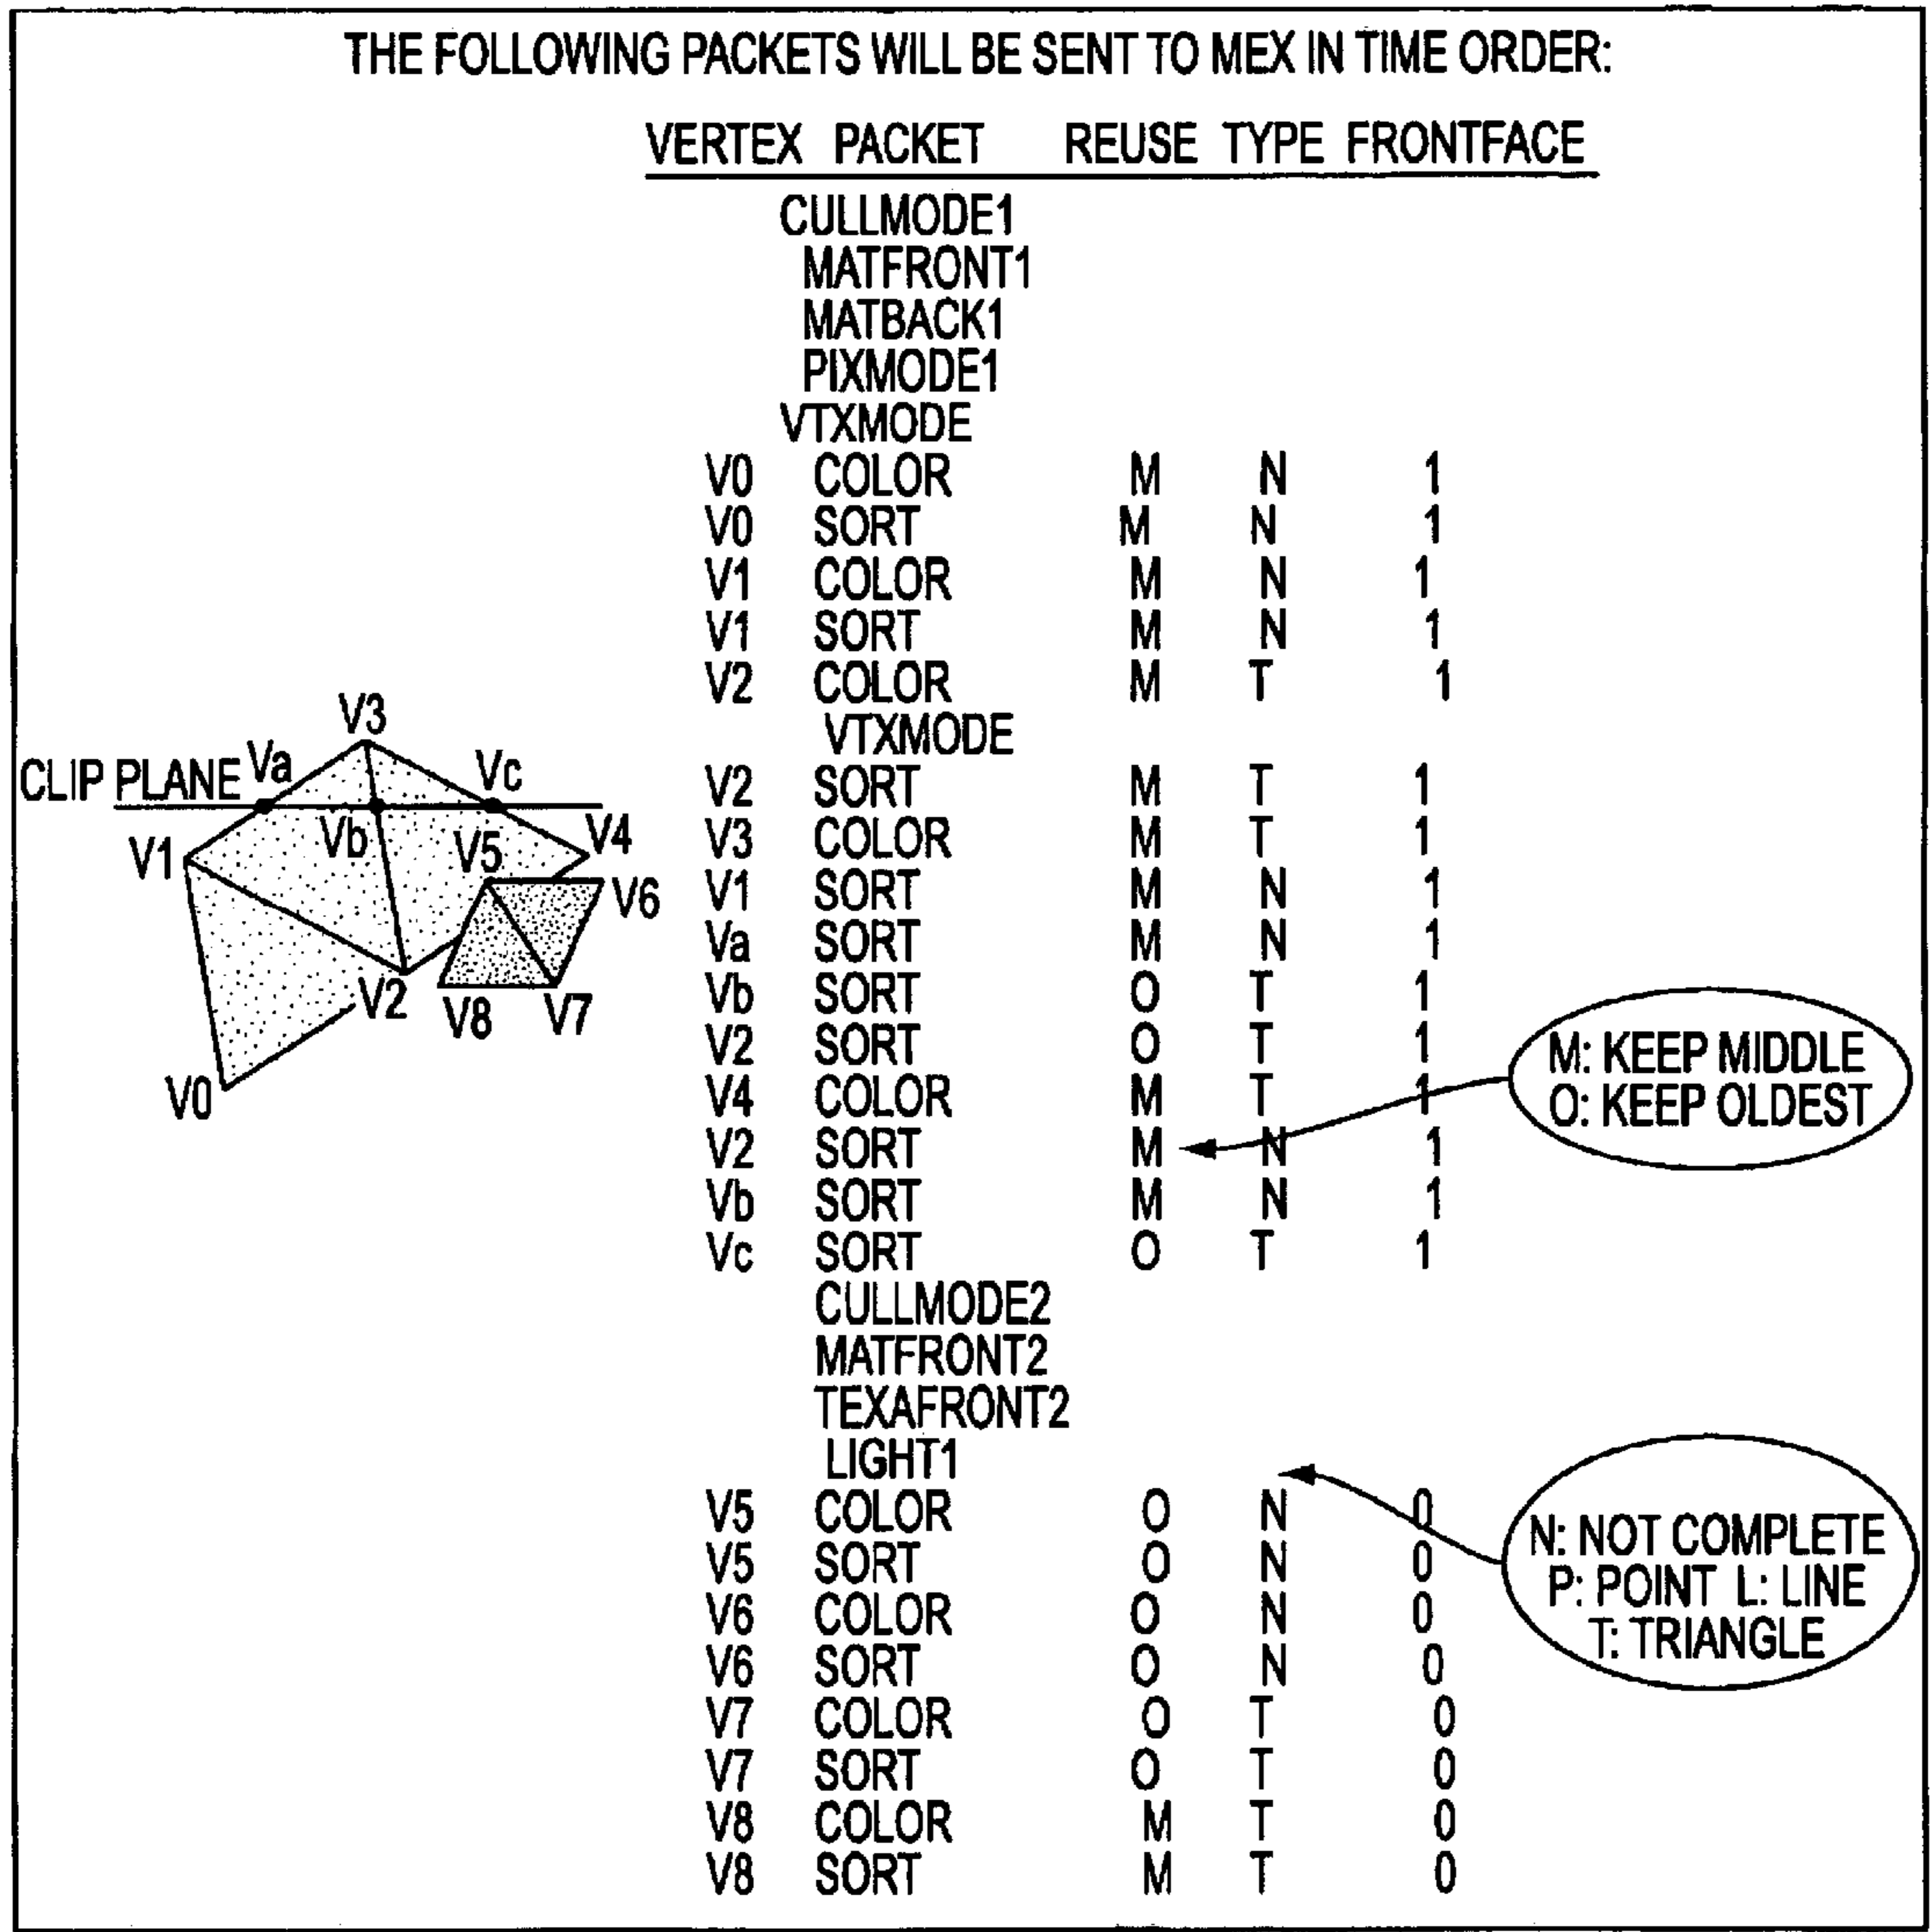 THE FOLLOWING PACKETS WILL BE SENT TO MEX IN TIME ORDER:
VERTEX PACKET REUSE TYPE FRONTFACE
CULLMODE1
MATFRONT1
MATBACK1
PIXMODE1
VTXMODE
V0 COLOR M N 1
V0 SORT M N 1
V1 COLOR M N 1
V1 SORT M N 1
V2 COLOR M T 1
VTXMODE
V2 SORT M T 1
V3 COLOR M T 1
V1 SORT M N 1
Va SORT M N 1
Vb SORT O T 1
V2 SORT O T 1
V4 COLOR M T 1
V2 SORT M N 1
Vb SORT M N 1
Vc SORT O T 1
CULLMODE2
MATFRONT2
TEXAFRONT2
LIGHT1
V5 COLOR O N 0
V5 SORT O N 0
V6 COLOR O N 0
V6 SORT O N 0
V7 COLOR O T 0
V7 SORT O T 0
V8 COLOR M T 0
V8 SORT M T 0
V3
CLIP PLANE Va Vc
V1 Vb V5 V4
V6
V2 V8 V7
V0
M: KEEP MIDDLE
O: KEEP OLDEST
N: NOT COMPLETE
P: POINT L: LINE
T: TRIANGLE